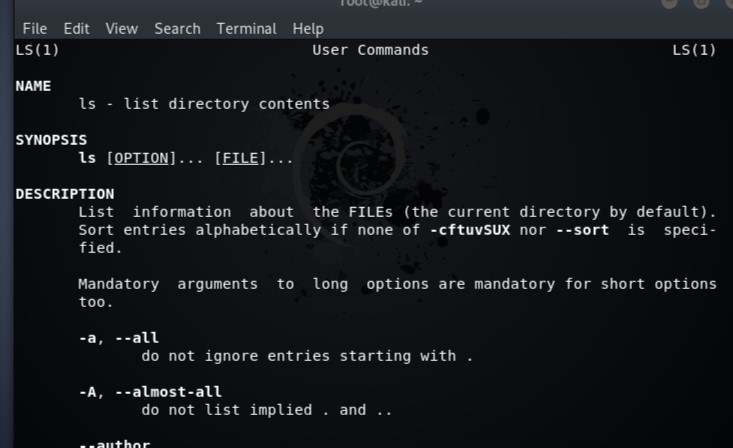 root@kali: ~
File Edit View Search Terminal Help
LS(1) User Commands LS(1)
NAME
ls - list directory contents
SYNOPSIS
ls [OPTION]... [FILE]...
DESCRIPTION
List information about the FILEs (the current directory by default).
Sort entries alphabetically if none of -cftuvSUX nor --sort is speci-
fied.
Mandatory arguments to long options are mandatory for short options
too.
-a, --all
do not ignore entries starting with .
-A, --almost-all
do not list implied . and ..
--author